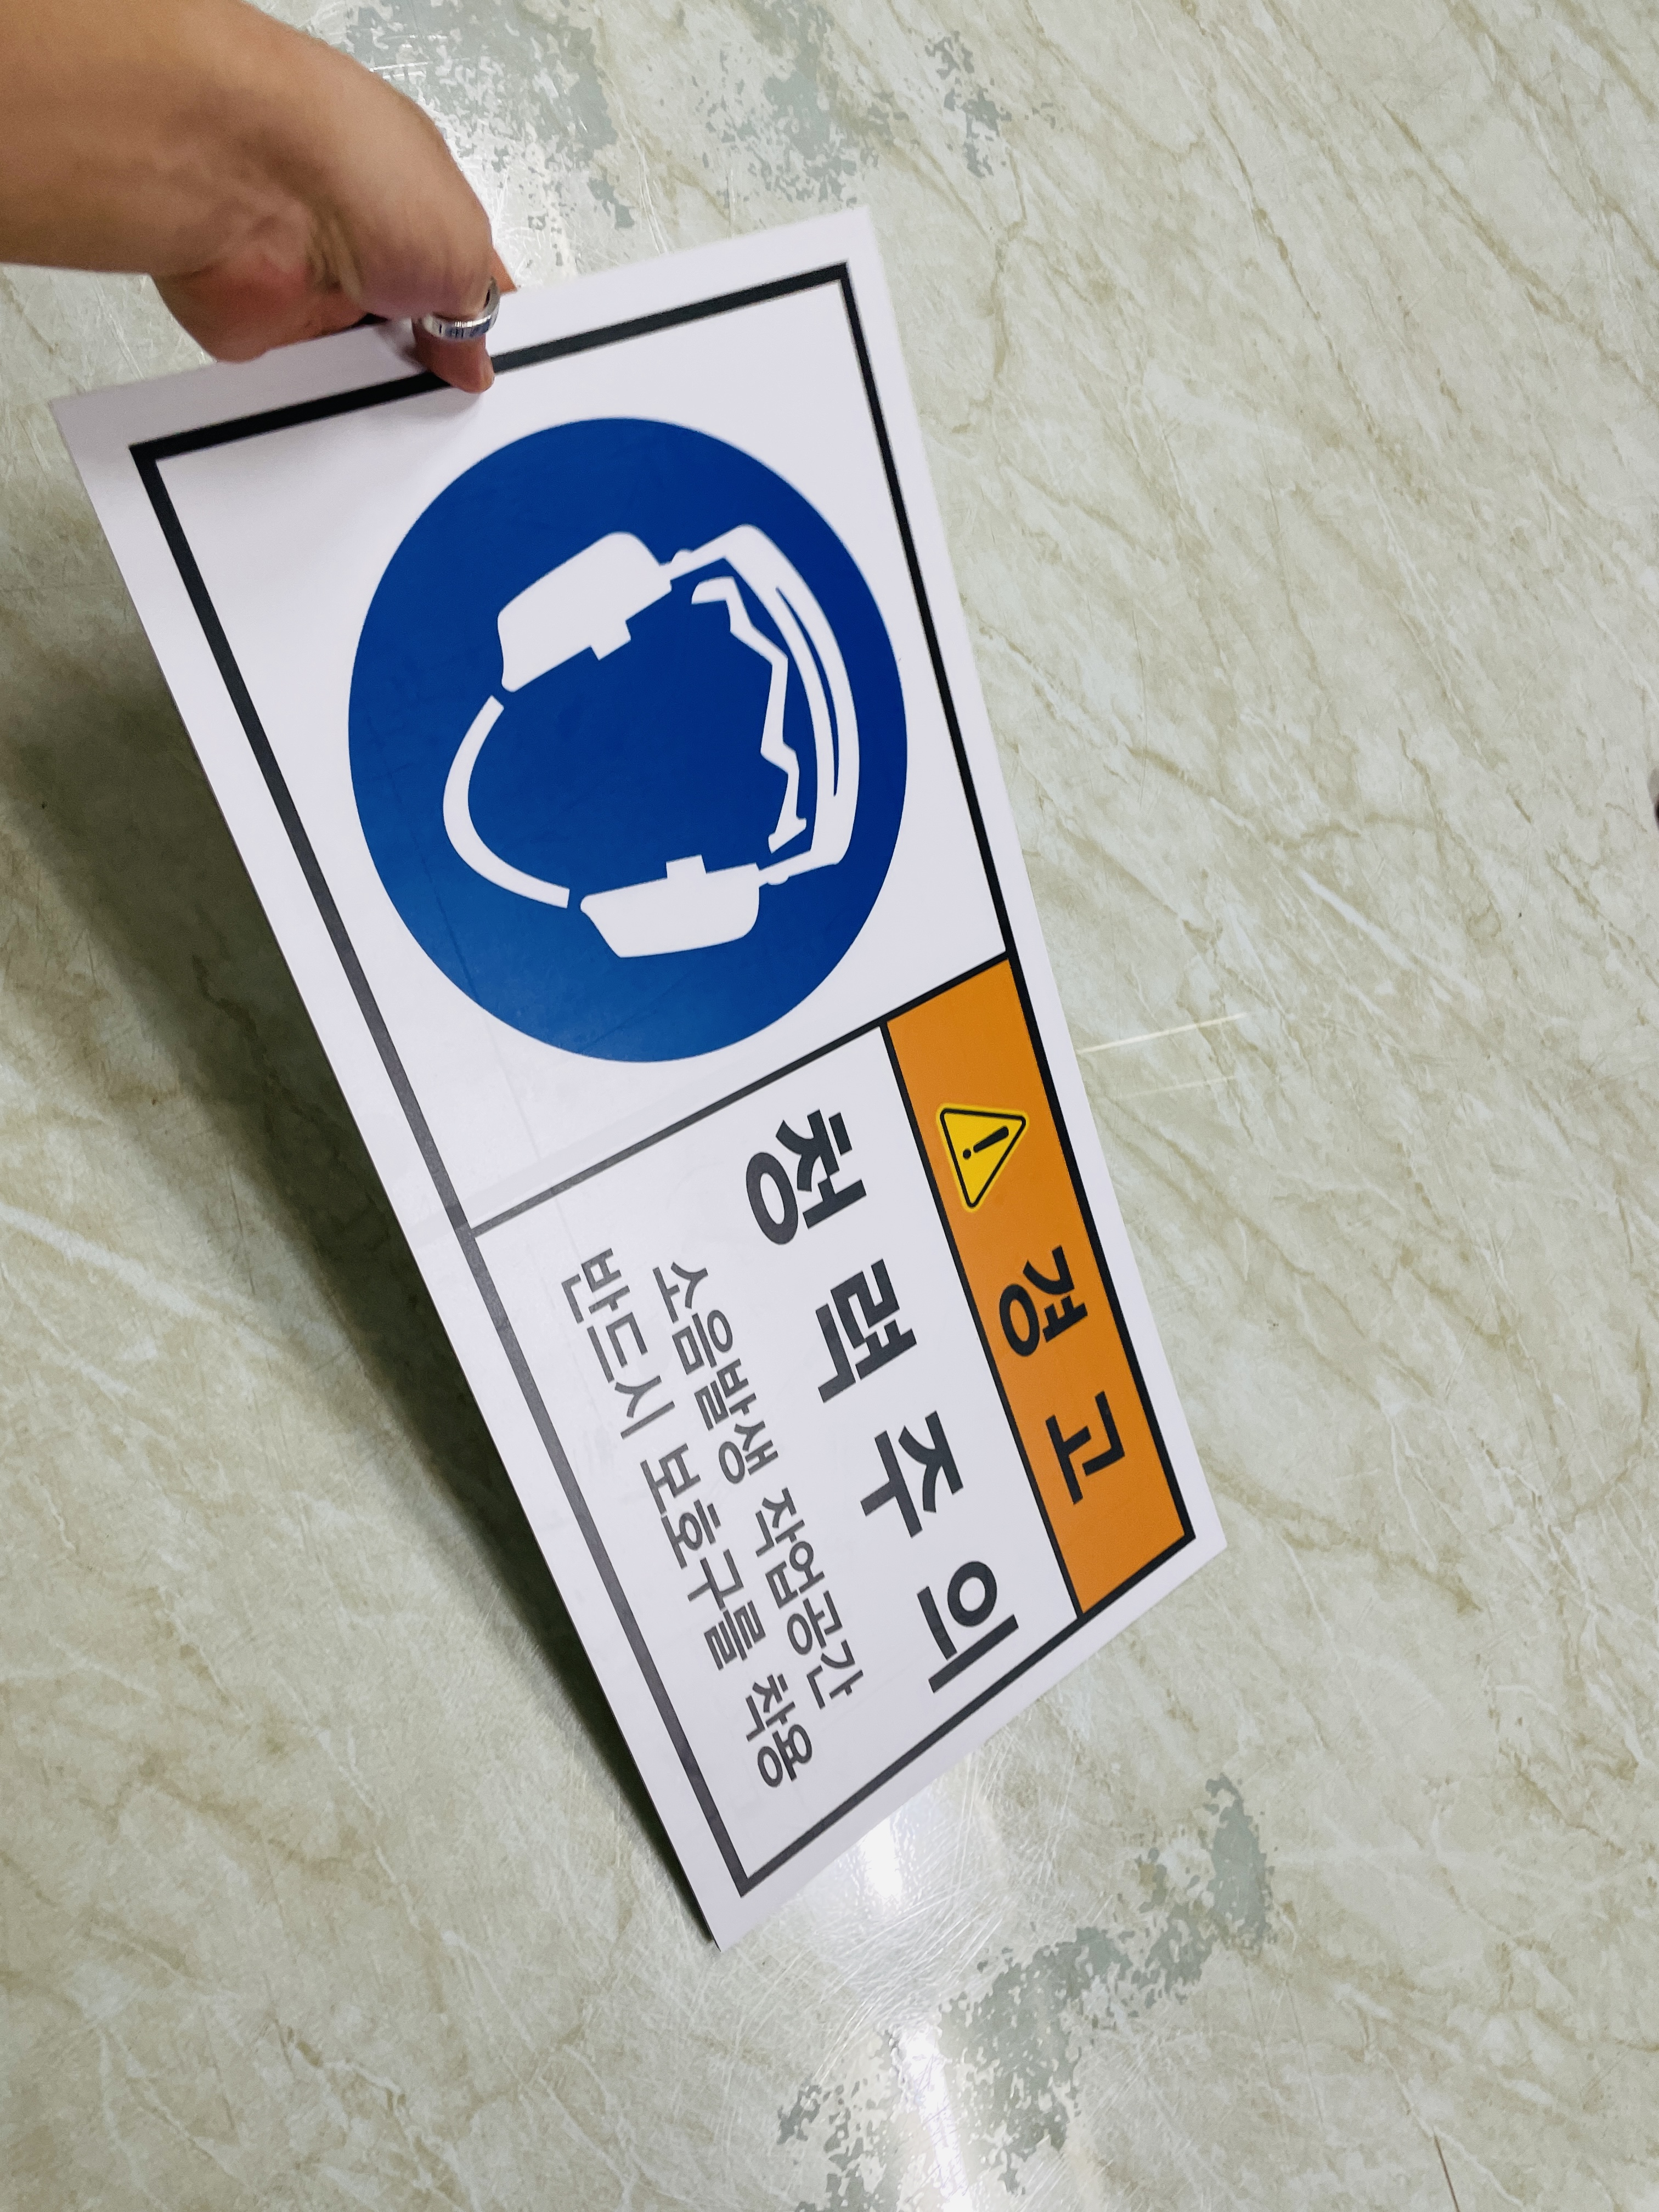 경 고
청 력 주 의
소음발생 작업공간
반드시 보호구를 착용